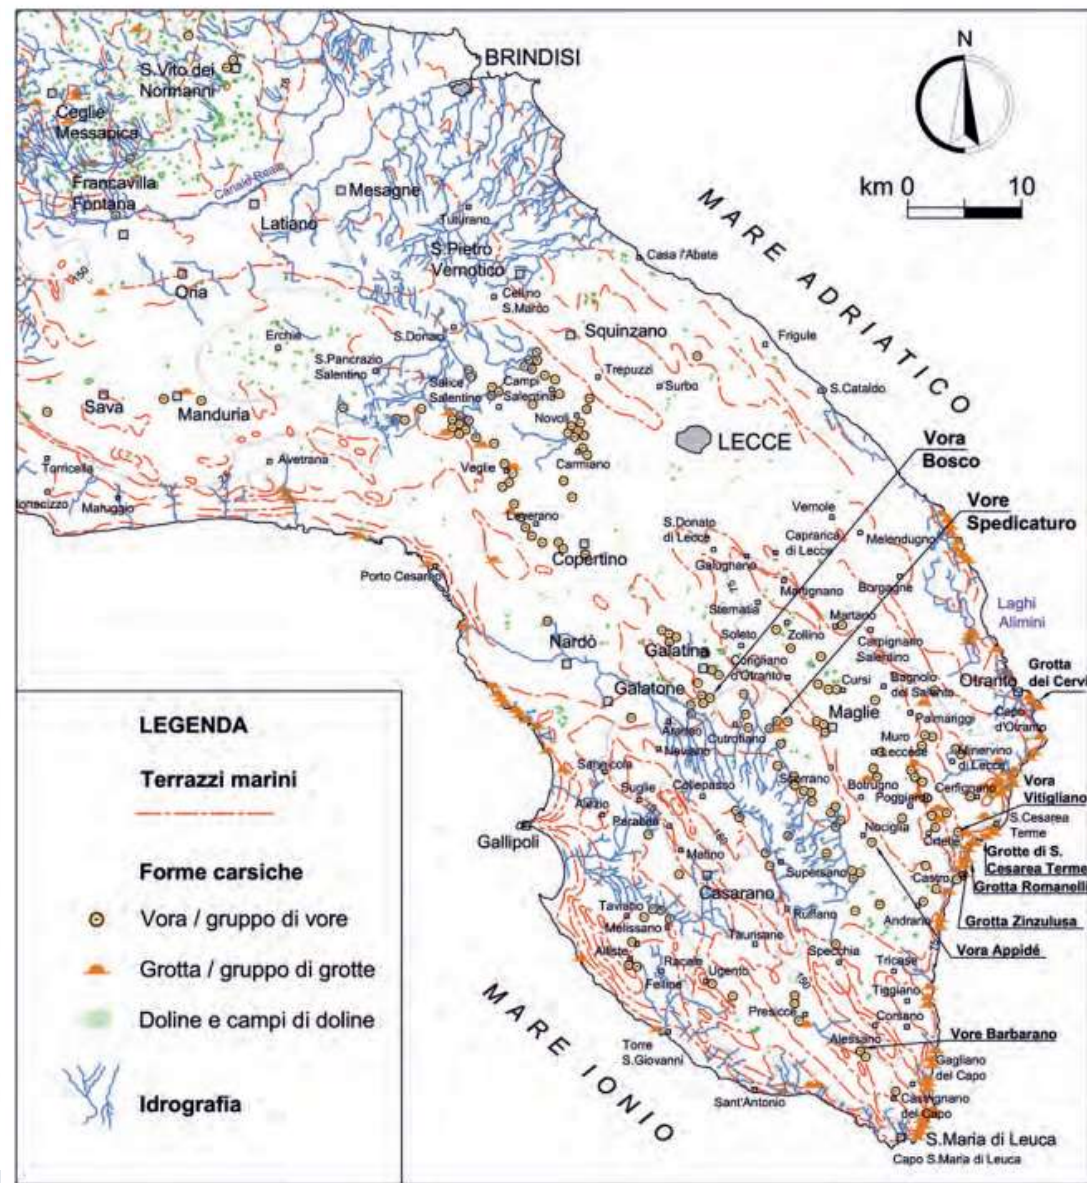 BRINDISI
S.Vito dei
Normanni
Ceglie
Messapica
Francavilla
Fontana
Canale Reale
Mesagne
Latiano
Tuturano
S.Pietro
Vernotico
Oria
Cellino
S.Marco
Casa l'Abate
N
km 0 10
MARE ADRIATICO
Erchie
S.Donaci
Squinzano
Frigule
S.Pancrazio
Salentino
Trepuzzi
Surbo
S.Cataldo
Salice
Salentino
Campi
Salentina
Sava
Manduria
Novoli
LECCE
Vora
Bosco
Torricella
Avetrana
Veglie
Carmiano
Maruggio
Vore
Spedicaturo
Leverano
Vernole
S.Donato
di Lecce
Caprarica
di Lecce
Melendugno
Copertino
Galugnano
Porto Cesareo
Martignano
Borgagne
75
Sternatia
Laghi
Alimini
Nardò
Galatina
Soleto
Zollino
Martano
Carpignano
Salentino
Corigliano
d'Otranto
Otranto
Grotta
dei Cervi
Galatone
Cursi
Bagnolo
del Salento
Maglie
Palmariggi
Capo
d'Otranto
Aradeo
Cutrofiano
Muro
Leccese
Minervino
di Lecce
Neviano
Sannicola
Collepasso
Scorrano
Botrugno
Cerfignano
Vora
Vitigliano
Tuglie
Poggiardo
Alezio
Parabita
160
S.Cesarea
Terme
Gallipoli
Nociglia
Ortelle
Grotte di S.
Cesarea Terme
Matino
Casarano
Supersano
Castro
Grotta Romanelli
Taviano
Ruffano
Andrano
Grotta Zinzulusa
Melissano
Taurisano
Vora Appidé
Alliste
Racale
Specchia
Tricase
Felline
Ugento
Tiggiano
Presicce
Corsano
Vore Barbarano
Alessano
Torre
S.Giovanni
Gagliano
del Capo
Sant'Antonio
Castrignano
del Capo
MARE IONIO
S.Maria di Leuca
Capo S.Maria di Leuca
LEGENDA
Terrazzi marini
Forme carsiche
Vora / gruppo di vore
Grotta / gruppo di grotte
Doline e campi di doline
Idrografia